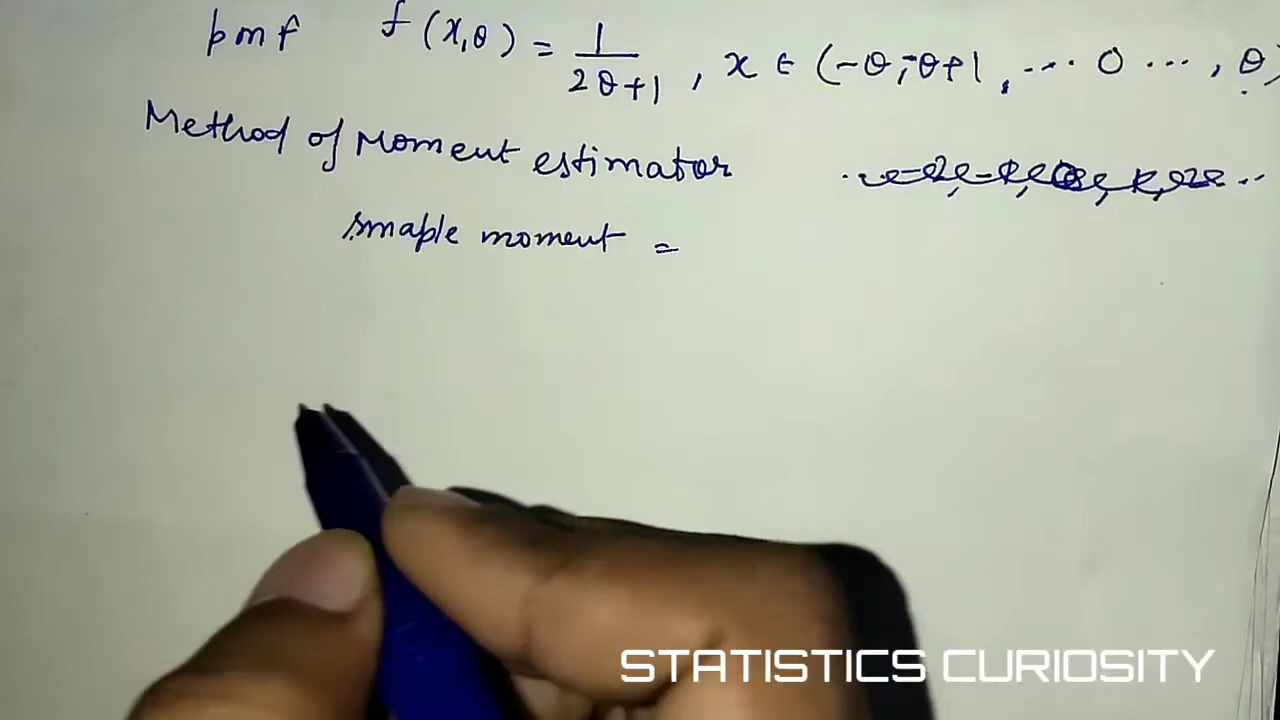 pmf f(x,θ) = 1/2θ+1 , x ∈ (-θ,-θ+1, ... 0 ..., θ)
Method of Moment estimator
smaple moment =
STATISTICS CURIOSITY